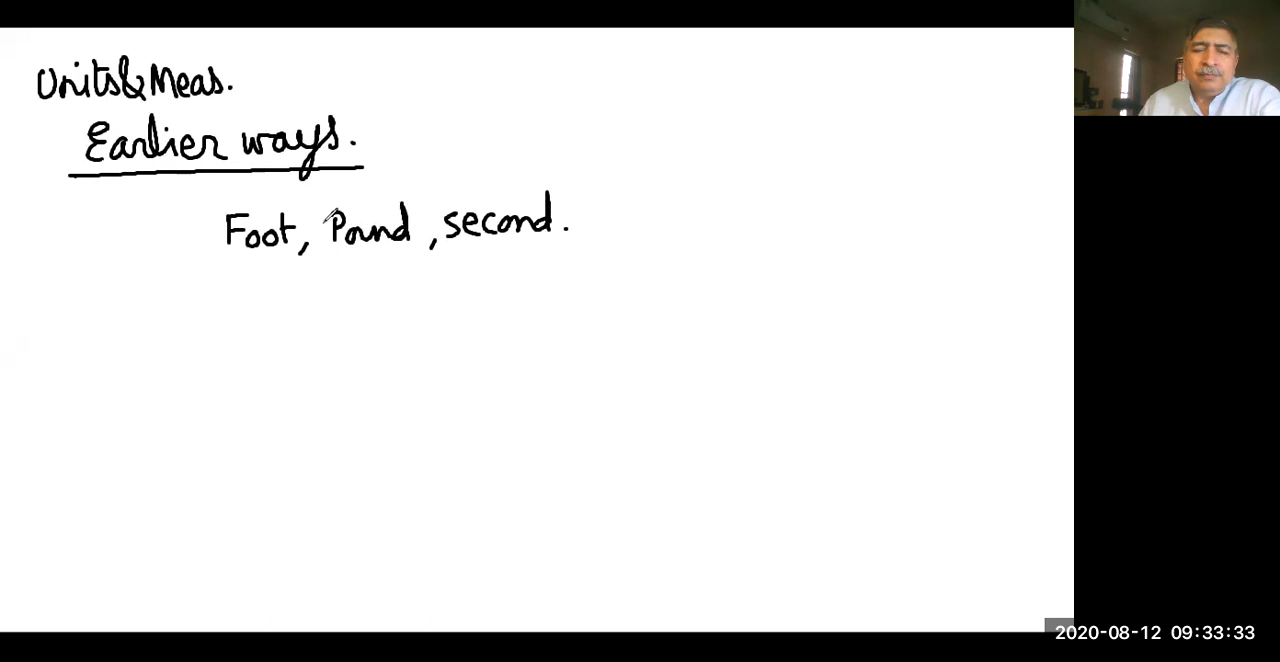 Units & Meas.
Earlier ways.
Foot, Pound, second.
2020-08-12 09:33:33